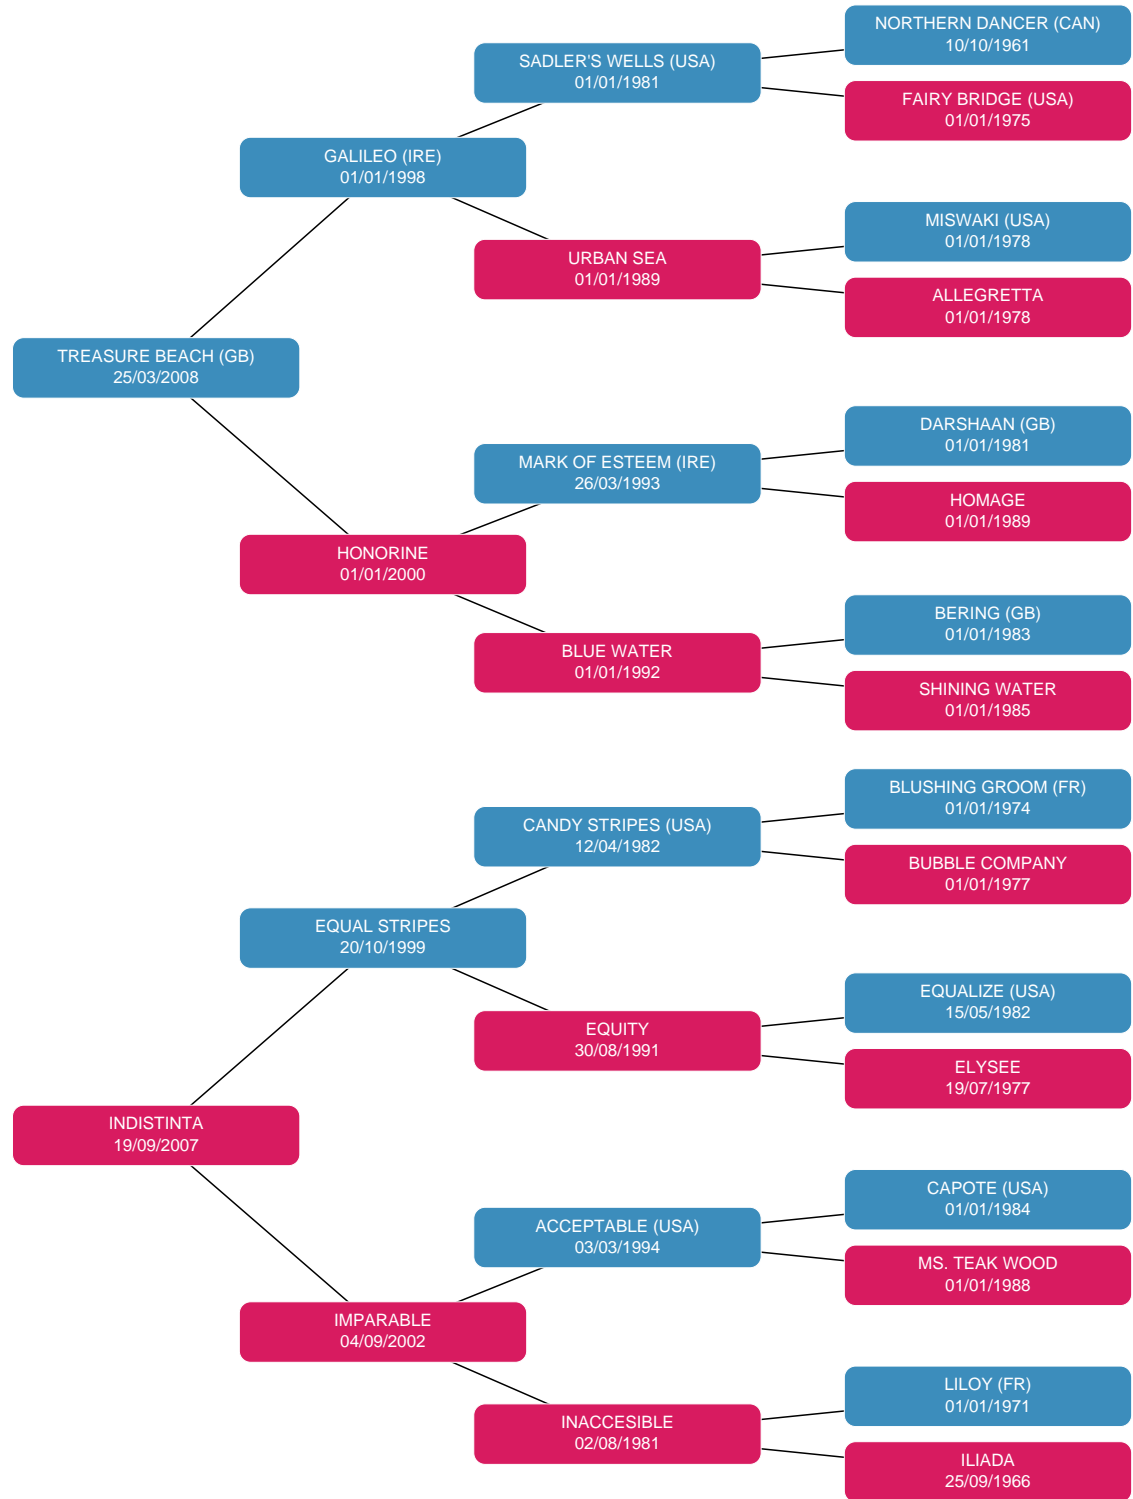 NORTHERN DANCER (CAN)
10/10/1961
SADLER'S WELLS (USA)
01/01/1981
FAIRY BRIDGE (USA)
01/01/1975
GALILEO (IRE)
01/01/1998
MISWAKI (USA)
01/01/1978
URBAN SEA
01/01/1989
ALLEGRETTA
01/01/1978
TREASURE BEACH (GB)
25/03/2008
DARSHAAN (GB)
01/01/1981
MARK OF ESTEEM (IRE)
26/03/1993
HOMAGE
01/01/1989
HONORINE
01/01/2000
BERING (GB)
01/01/1983
BLUE WATER
01/01/1992
SHINING WATER
01/01/1985
BLUSHING GROOM (FR)
01/01/1974
CANDY STRIPES (USA)
12/04/1982
BUBBLE COMPANY
01/01/1977
EQUAL STRIPES
20/10/1999
EQUALIZE (USA)
15/05/1982
EQUITY
30/08/1991
ELYSEE
19/07/1977
INDISTINTA
19/09/2007
CAPOTE (USA)
01/01/1984
ACCEPTABLE (USA)
03/03/1994
MS. TEAK WOOD
01/01/1988
IMPARABLE
04/09/2002
LILOY (FR)
01/01/1971
INACCESIBLE
02/08/1981
ILIADA
25/09/1966